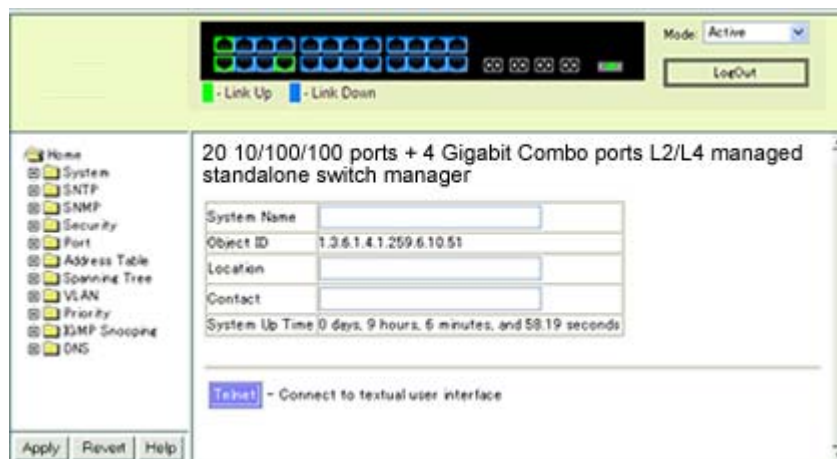 Mode: Active
LogOut
- Link Up - Link Down
Home
System
SNTP
SNMP
Security
Port
Address Table
Spanning Tree
VLAN
Priority
IGMP Snooping
DNS
20 10/100/100 ports + 4 Gigabit Combo ports L2/L4 managed
standalone switch manager
System Name
Object ID 1.3.6.1.4.1.259.6.10.51
Location
Contact
System Up Time 0 days, 9 hours, 6 minutes, and 58.19 seconds
Telnet - Connect to textual user interface
Apply Revert Help